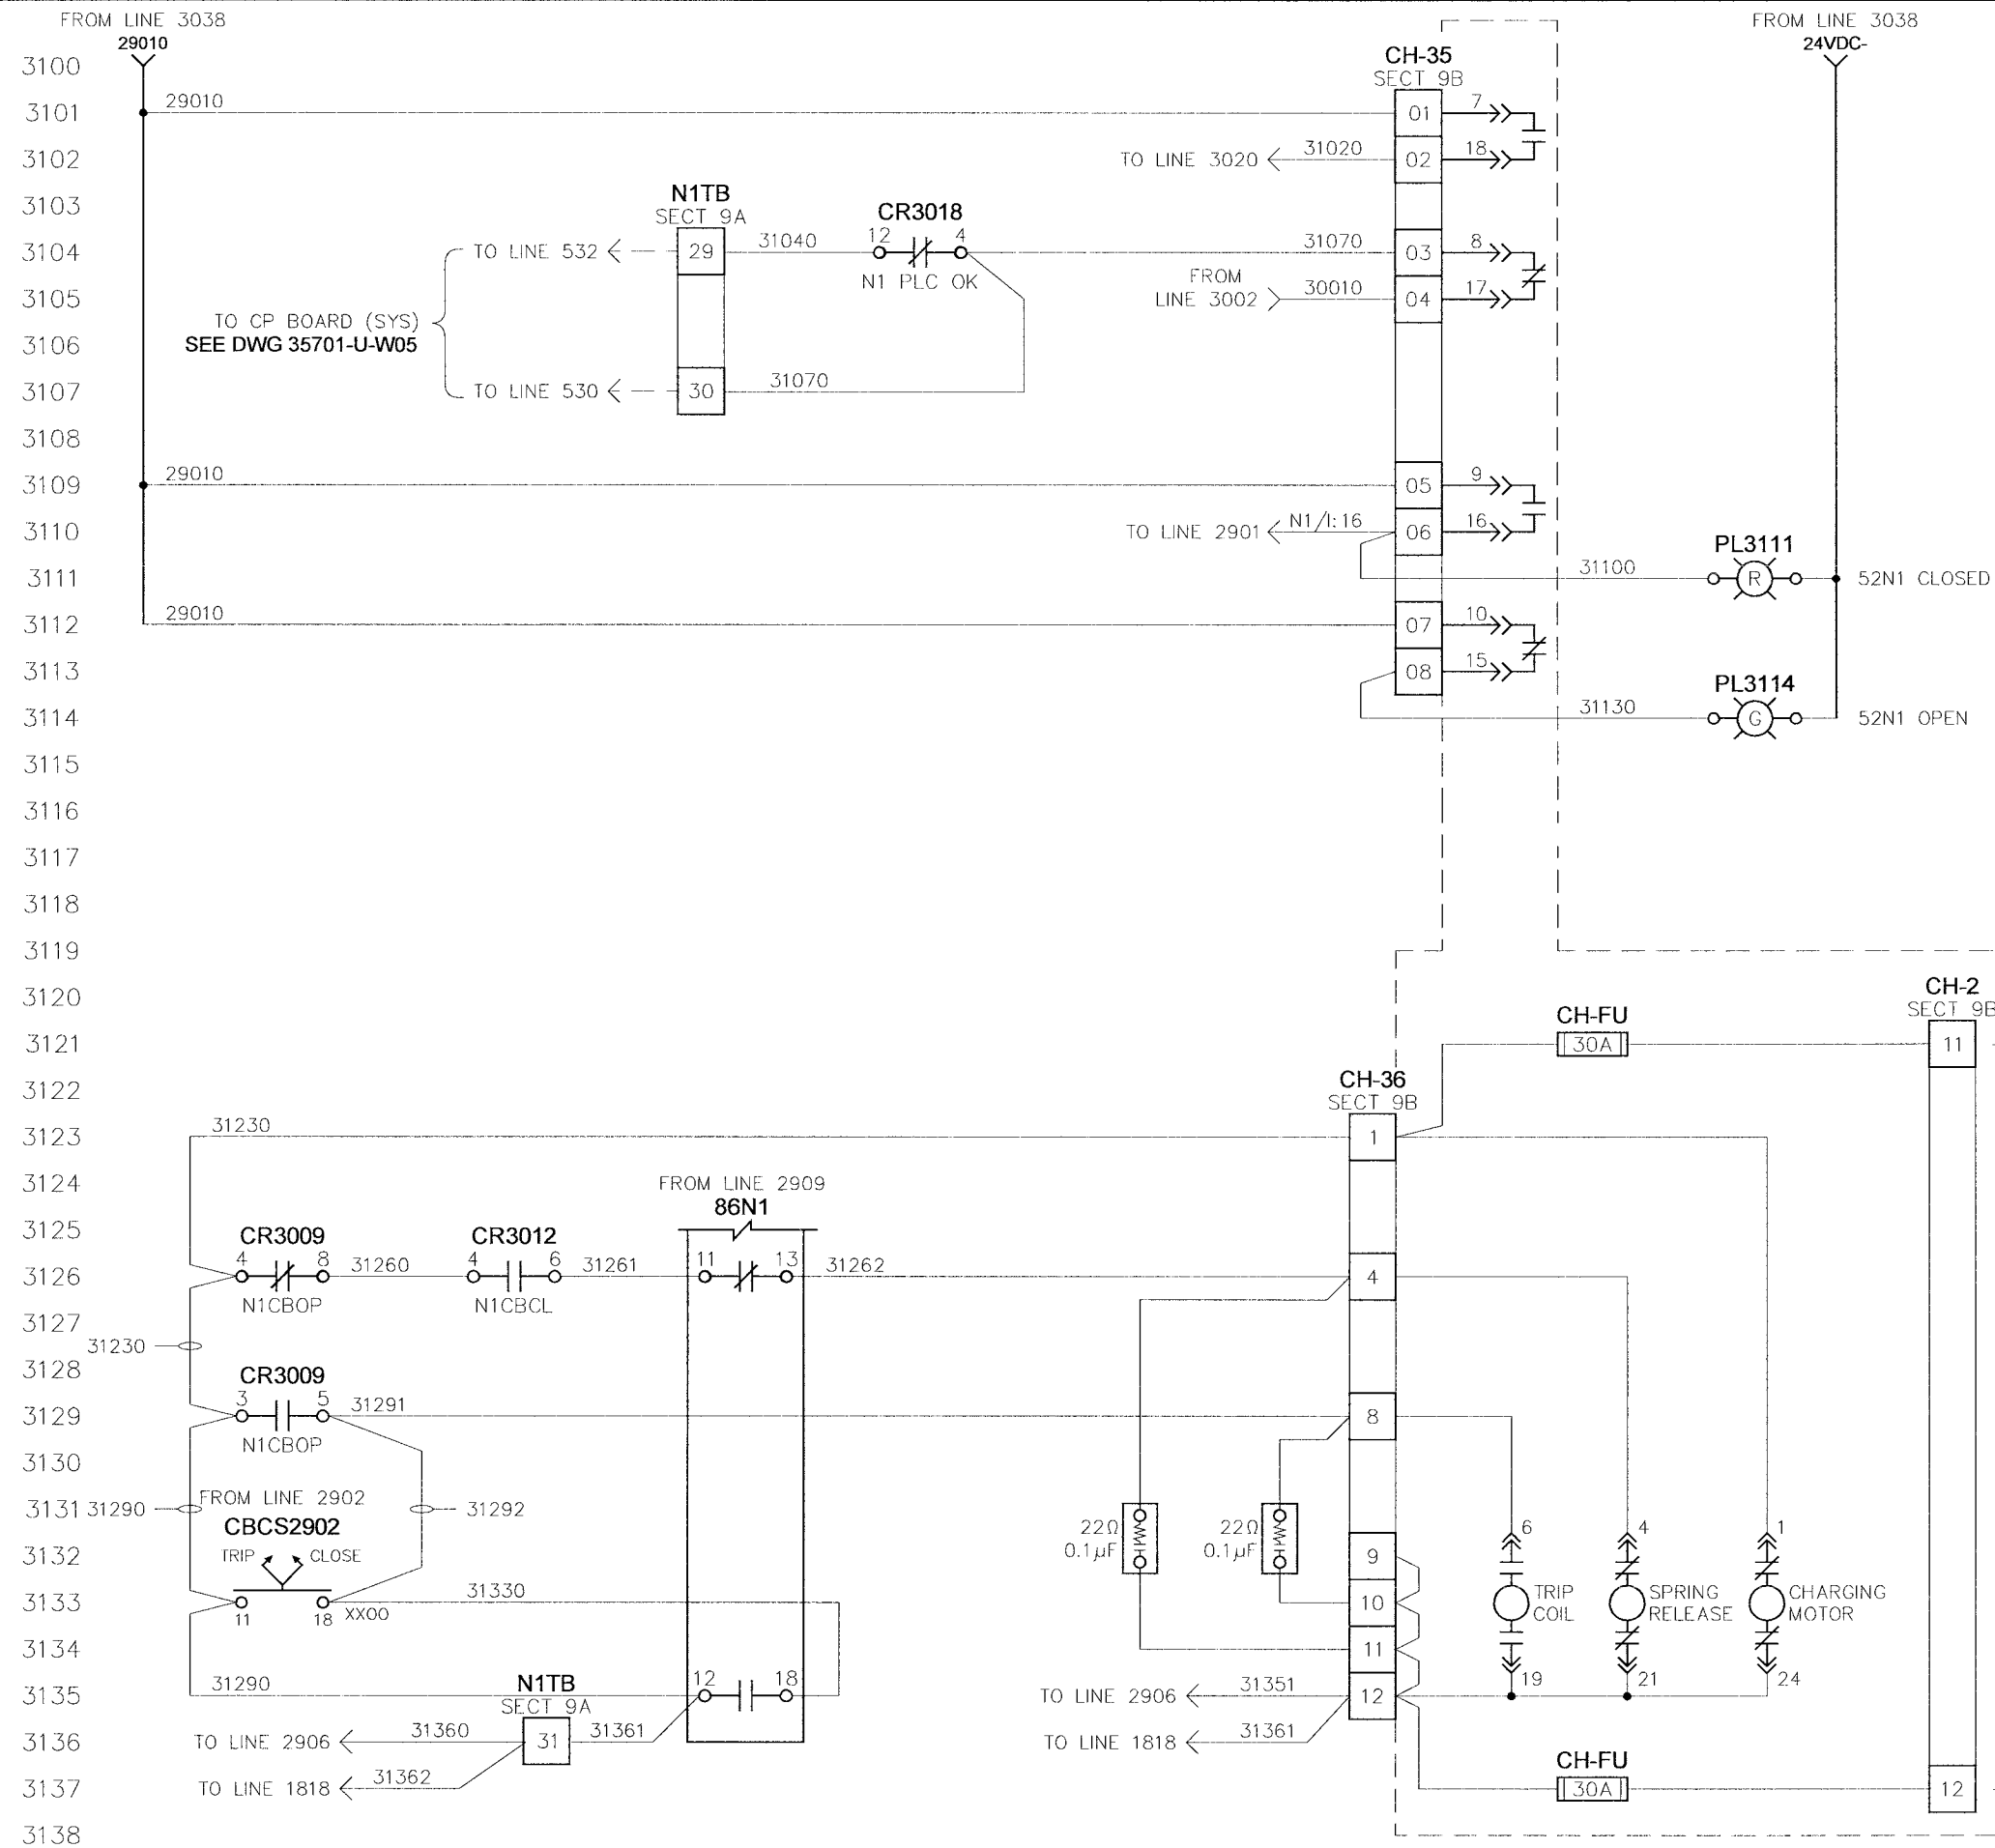 FROM LINE 3038
29010
FROM LINE 3038
24VDC-
3100
CH-35
SECT 9B
3101
29010
01
7
3102
TO LINE 3020
31020
02
18
3103
N1TB
SECT 9A
CR3018
3104
TO LINE 532
29
31040
12
4
31070
03
8
N1 PLC OK
3105
FROM
LINE 3002
30010
04
17
3106
TO CP BOARD (SYS)
SEE DWG 35701-U-W05
3107
TO LINE 530
30
31070
3108
3109
29010
05
9
3110
TO LINE 2901
N1/I:16
06
16
PL3111
3111
31100
R
52N1 CLOSED
3112
29010
07
10
3113
08
15
PL3114
3114
31130
G
52N1 OPEN
3115
3116
3117
3118
3119
3120
CH-2
SECT 9B
CH-FU
3121
30A
11
3122
CH-36
SECT 9B
3123
31230
1
3124
FROM LINE 2909
86N1
3125
CR3009
CR3012
3126
4
8
31260
4
6
31261
11
13
31262
4
N1CBOP
N1CBCL
3127
31230
3128
CR3009
3129
3
5
31291
8
N1CBOP
3130
3131
31290
FROM LINE 2902
31292
CBCS2902
22Ω
0.1µF
22Ω
0.1µF
6
4
1
3132
TRIP
CLOSE
9
3133
11
18
XXOO
31330
10
TRIP
COIL
SPRING
RELEASE
CHARGING
MOTOR
3134
11
3135
31290
N1TB
SECT 9A
12
18
TO LINE 2906
31351
12
19
21
24
3136
TO LINE 2906
31360
31
31361
TO LINE 1818
31361
CH-FU
3137
TO LINE 1818
31362
30A
12
3138